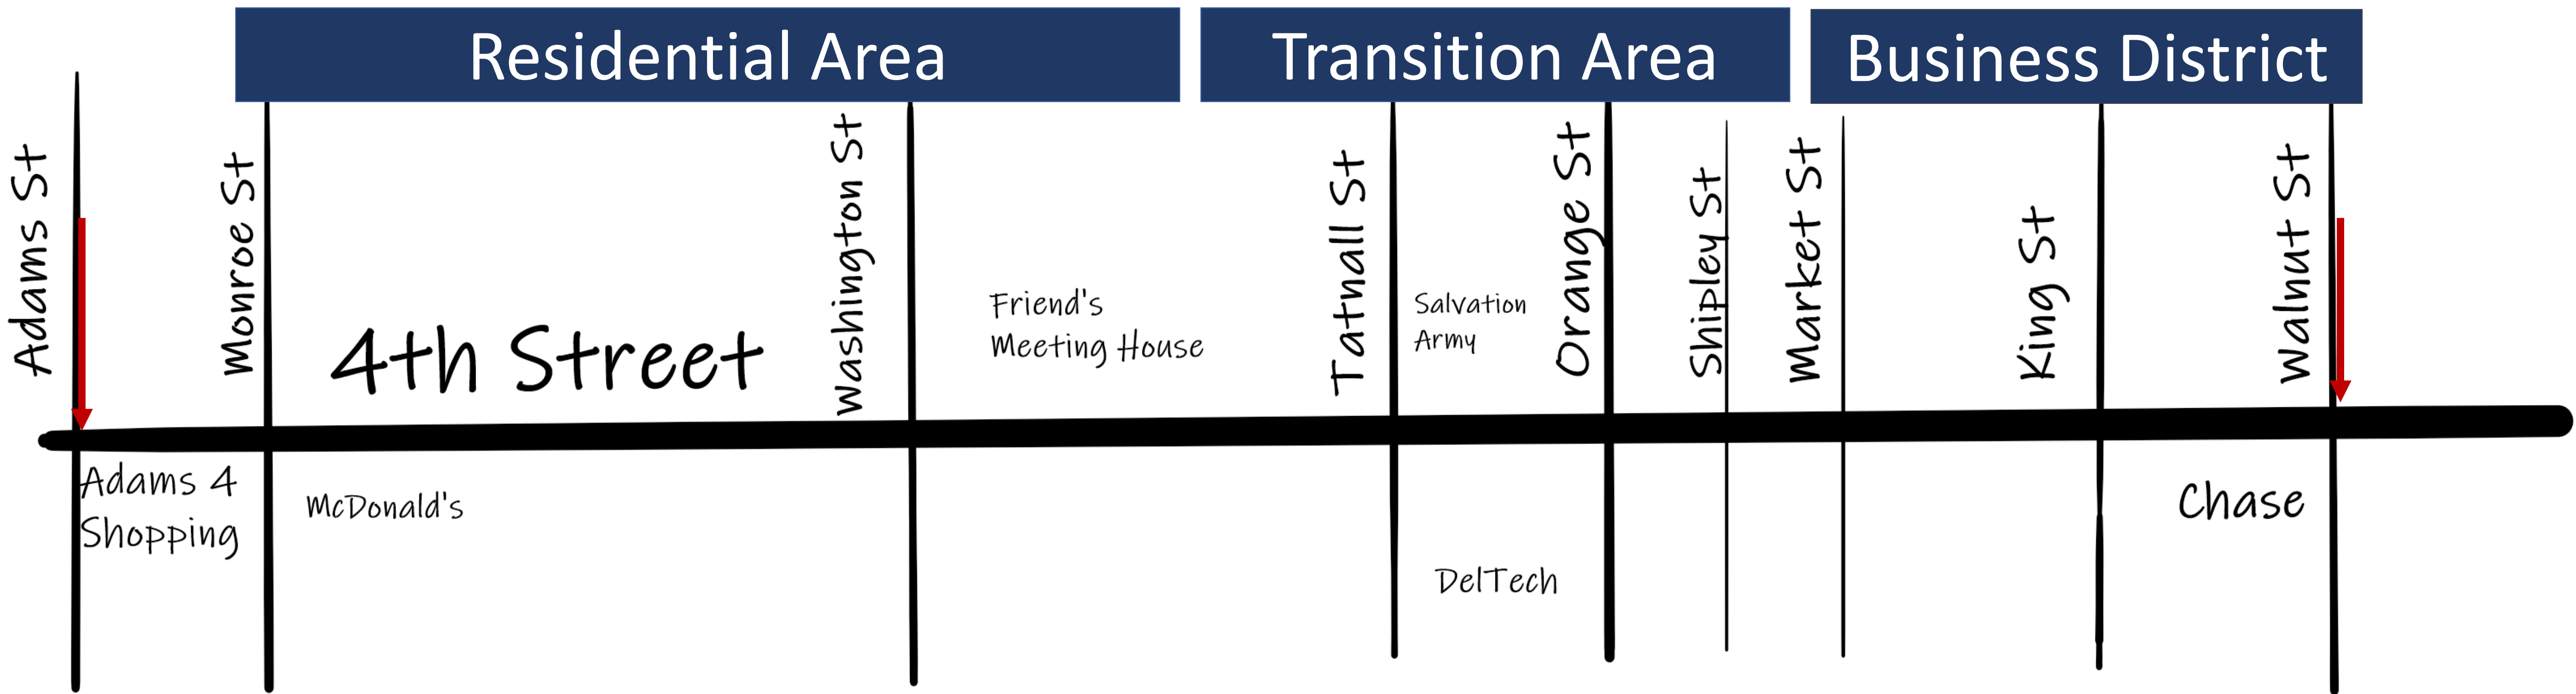 Residential Area
Transition Area
Business District
Adams St
Monroe St
Washington St
Tatnall St
Orange St
Shipley St
Market St
King St
Walnut St
4th Street
Friend's
Meeting House
Salvation
Army
Adams 4
Shopping
McDonald's
DelTech
Chase